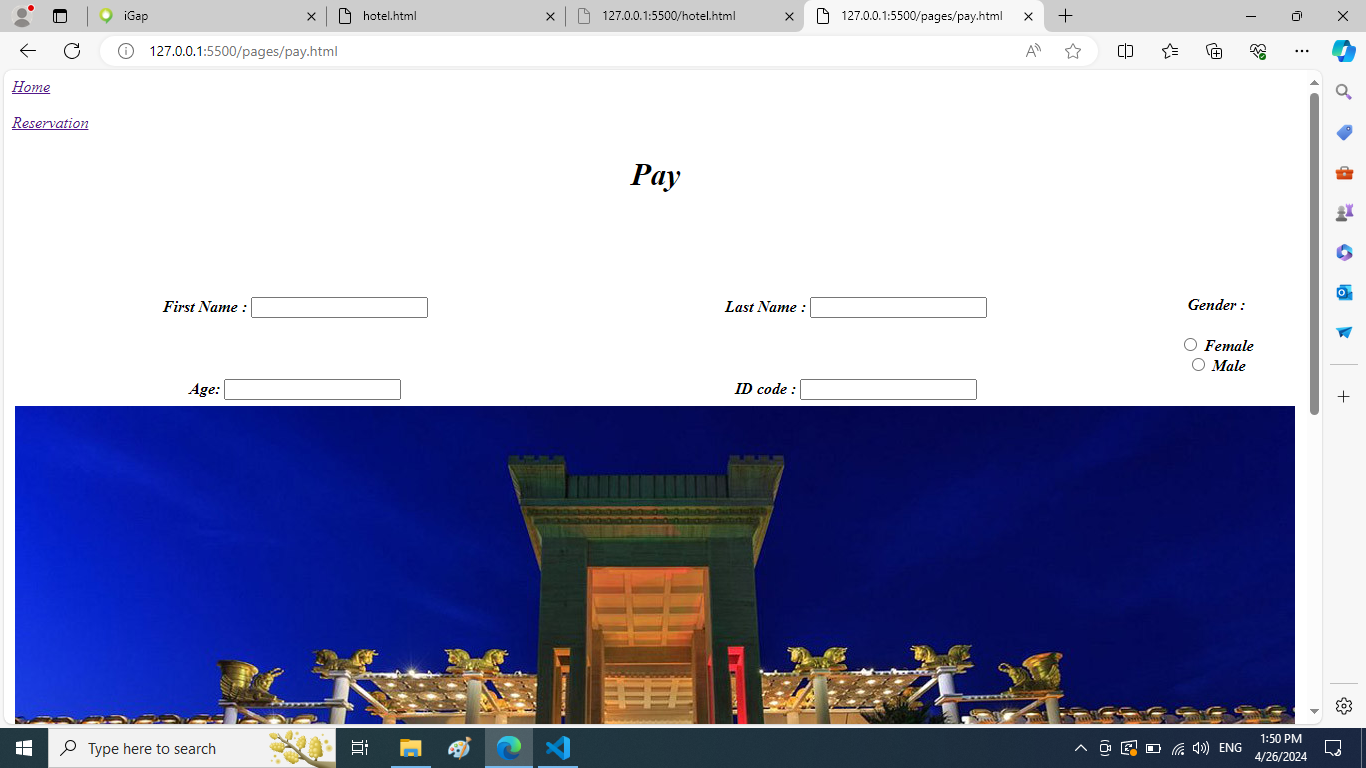 iGap
hotel.html
127.0.0.1:5500/hotel.html
127.0.0.1:5500/pages/pay.html
127.0.0.1:5500/pages/pay.html
Home
Reservation
Pay
First Name :
Last Name :
Gender :
Female
Male
Age:
ID code :
Type here to search
ENG
1:50 PM
4/26/2024